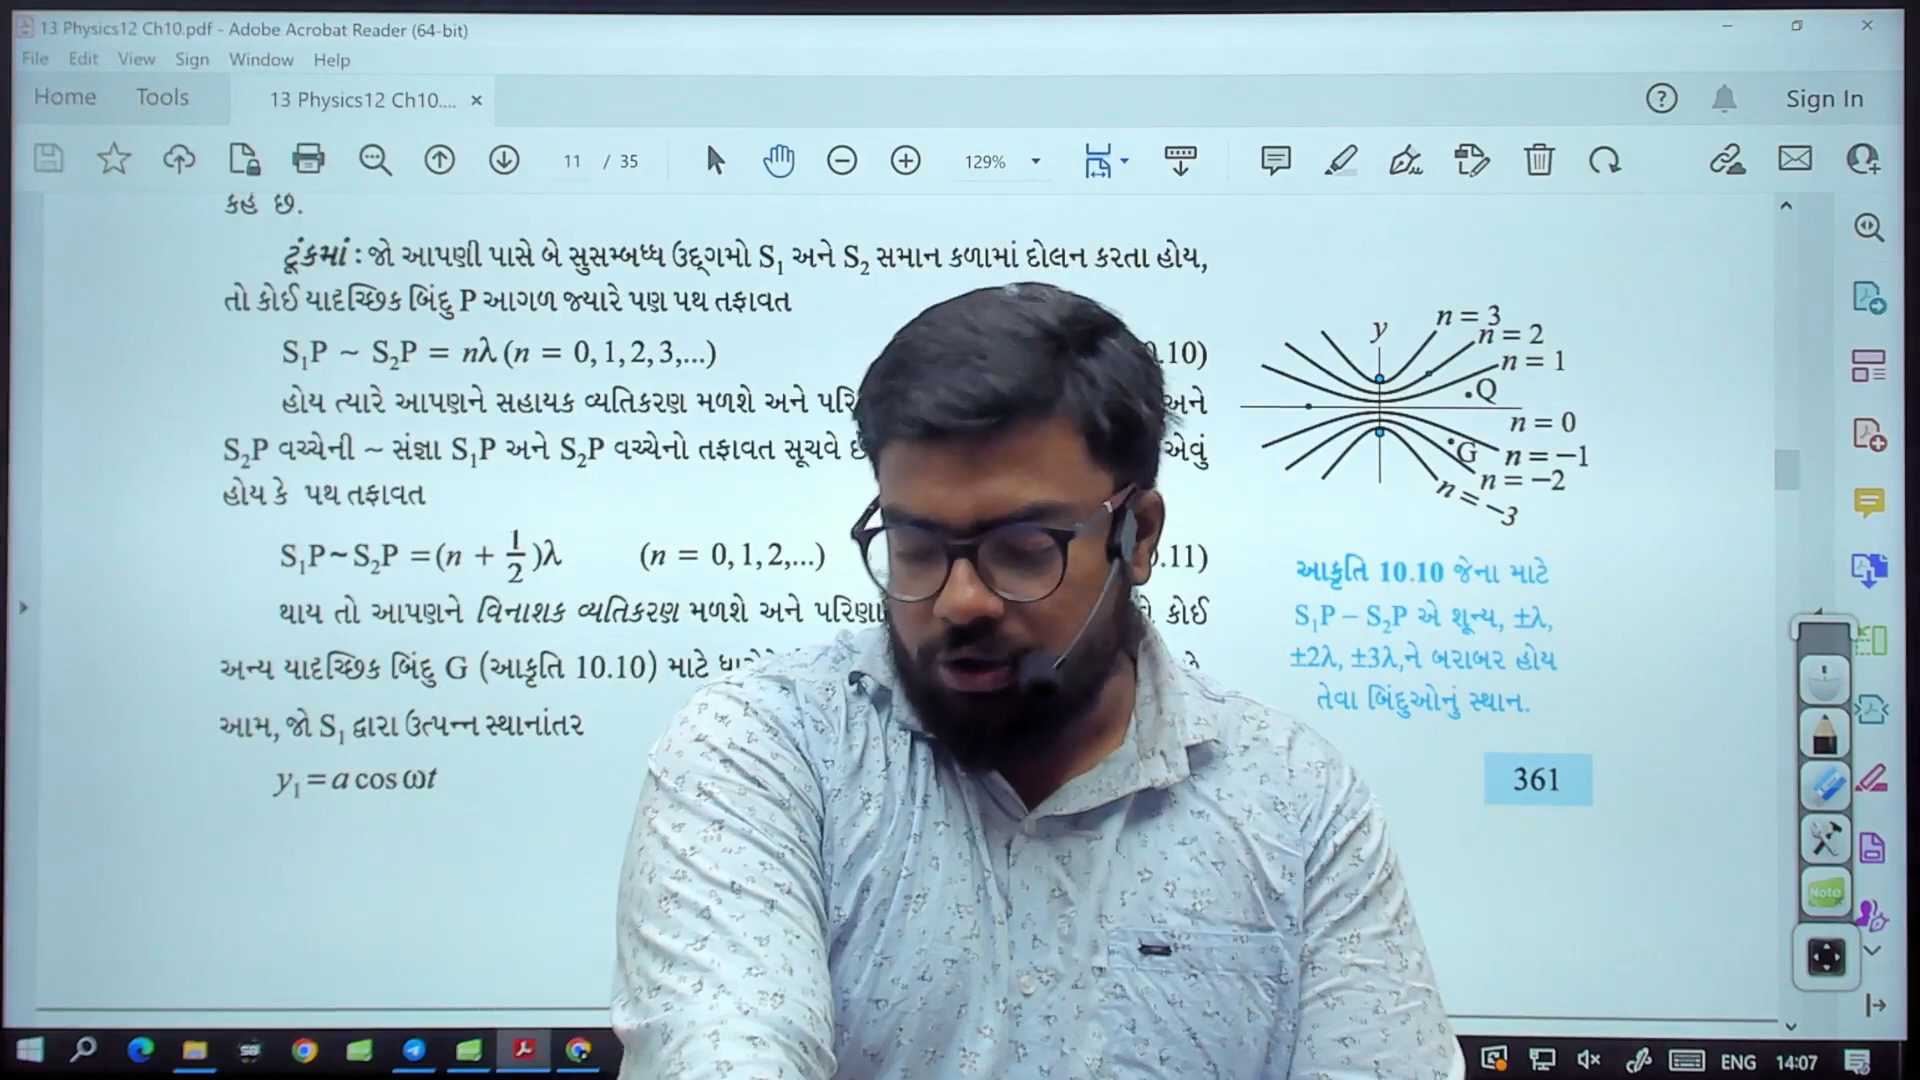 13 Physics12 Ch10.pdf - Adobe Acrobat Reader (64-bit)
File Edit View Sign Window Help
Home Tools 13 Physics12 Ch10.... × Sign In
11 / 35 129%
કહે છે.
ટૂંકમાં : જો આપણી પાસે બે સુસમ્બધ્ધ ઉદ્‌ગમો S₁ અને S₂ સમાન કળામાં દોલન કરતા હોય,
તો કોઈ યાદચ્છિક બિંદુ P આગળ જ્યારે પણ પથ તફાવત
S₁P ~ S₂P = nλ (n = 0, 1, 2, 3,...) .10)
હોય ત્યારે આપણને સહાયક વ્યતિકરણ મળશે અને અને
S₂P વચ્ચેની ~ સંજ્ઞા S₁P અને S₂P વચ્ચેનો તફાવત સૂચવે એવું
હોય કે પથ તફાવત
S₁P~S₂P =(n + 1/2)λ (n = 0, 1, 2,...) .11)
થાય તો આપણને વિનાશક વ્યતિકરણ મળશે અને કોઈ
અન્ય યાદચ્છિક બિંદુ G (આકૃતિ 10.10) માટે
આમ, જો S₁ દ્વારા ઉત્પન્ન સ્થાનાંતર
y₁ = a cos ωt
y
n = 3
n = 2
n = 1
Q
n = 0
G n = −1
n = −2
n = −3
આકૃતિ 10.10 જેના માટે
S₁P − S₂P એ શૂન્ય, ±λ,
±2λ, ±3λ,ને બરાબર હોય
તેવા બિંદુઓનું સ્થાન.
361
Note
ENG 14:07